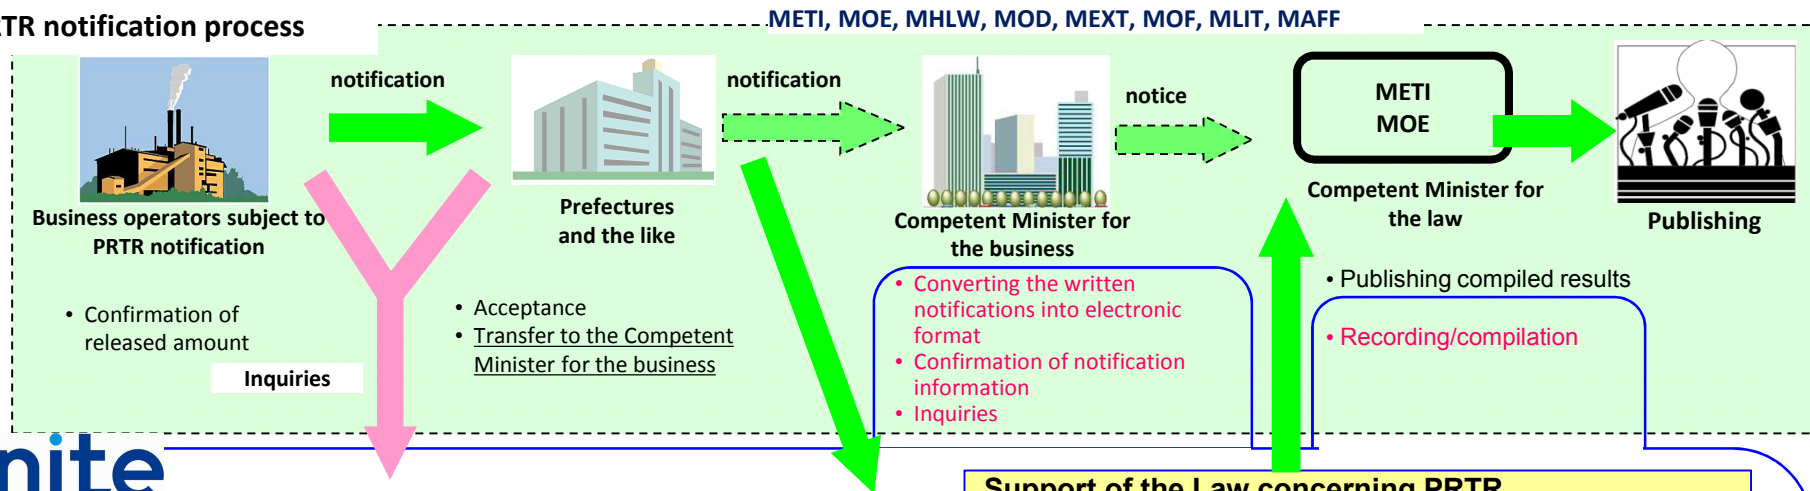 TR notification process
METI, MOE, MHLW, MOD, MEXT, MOF, MLIT, MAFF
notification
notification
notice
METI
MOE
Business operators subject to
PRTR notification
Prefectures
and the like
Competent Minister for
the business
Competent Minister for
the law
Publishing
• Confirmation of
released amount
Inquiries
• Acceptance
• Transfer to the Competent
Minister for the business
• Converting the written
notifications into electronic
format
• Confirmation of notification
information
• Inquiries
• Publishing compiled results
• Recording/compilation
nite
Support of the Law concerning PRTR